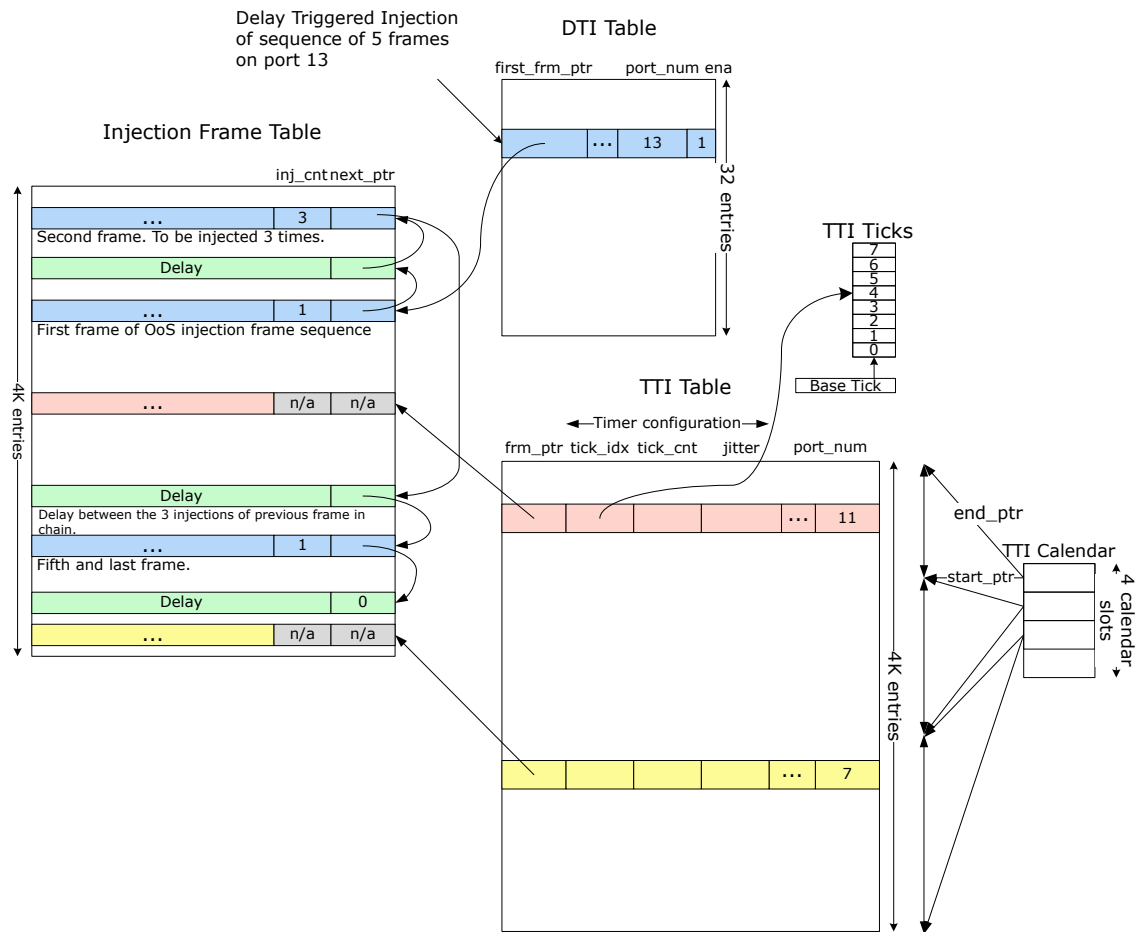 Delay Triggered Injection
of sequence of 5 frames
on port 13
DTI Table
first_frm_ptr port_num ena
... 13 1
32 entries
Injection Frame Table
inj_cnt next_ptr
... 3
Second frame. To be injected 3 times.
Delay
... 1
First frame of OoS injection frame sequence
... n/a n/a
Delay
Delay between the 3 injections of previous frame in
chain.
... 1
Fifth and last frame.
Delay 0
... n/a n/a
4K entries
TTI Ticks
7
6
5
4
3
2
1
0
Base Tick
TTI Table
Timer configuration
frm_ptr tick_idx tick_cnt jitter port_num
... 11
... 7
4K entries
end_ptr
start_ptr
TTI Calendar
4 calendar
slots